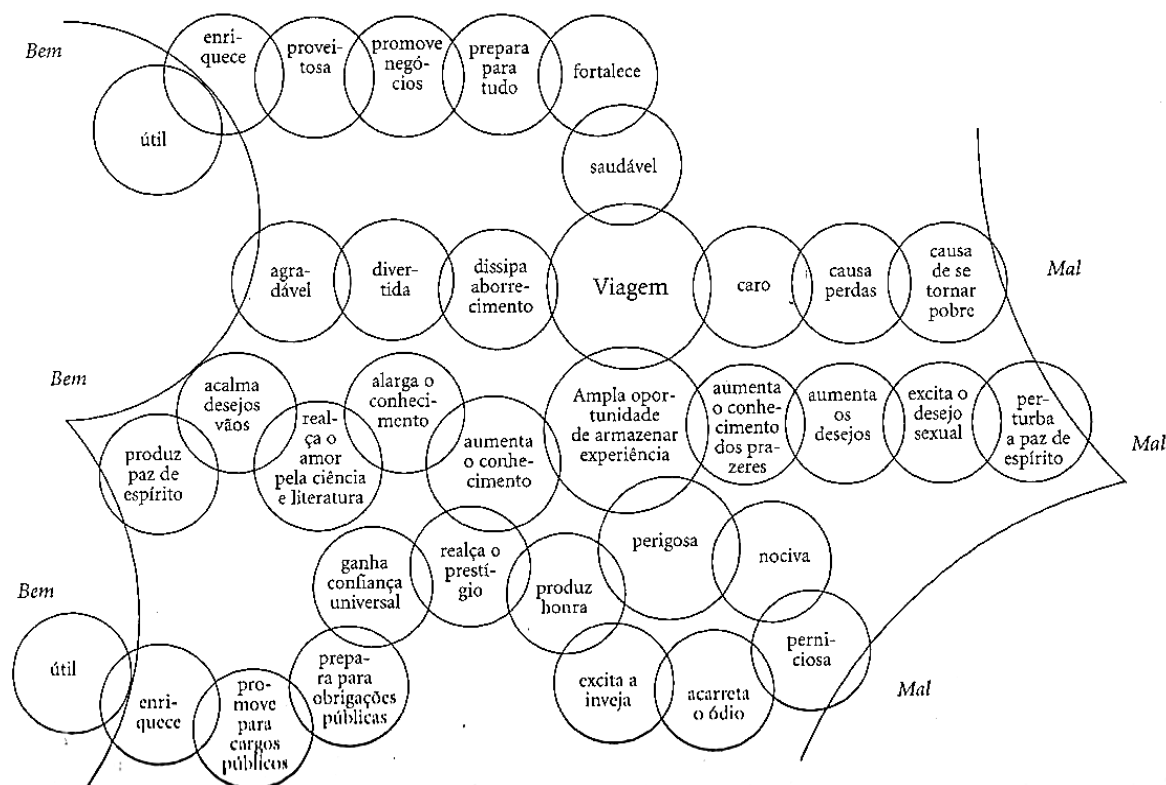 Bem
enri-
quece
provei-
tosa
promove
negó-
cios
prepara
para
tudo
fortalece
útil
saudável
agra-
dável
diver-
tida
dissipa
aborre-
cimento
Viagem
caro
causa
perdas
causa
de se
tornar
pobre
Mal
Bem
acalma
desejos
vãos
alarga o
conheci-
mento
Ampla opor-
tunidade
de armazenar
experiência
aumenta
o conhe-
cimento
dos pra-
zeres
aumenta
os
desejos
excita o
desejo
sexual
per-
turba
a paz de
espírito
Mal
produz
paz de
espírito
real-
ça o
amor
pela ciência
e literatura
aumenta
o conhe-
cimento
ganha
confiança
universal
realça o
prestí-
gio
produz
honra
perigosa
nociva
Bem
útil
enri-
quece
pro-
move
para
cargos
públicos
prepa-
ra para
obrigações
públicas
excita a
inveja
acarreta
o ódio
perni-
ciosa
Mal